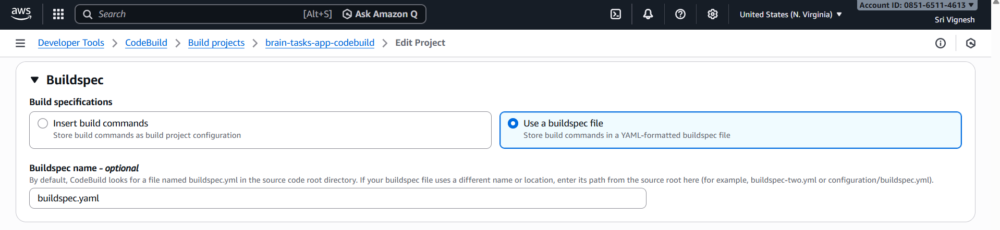 aws Search [Alt+S] Ask Amazon Q United States (N. Virginia) Account ID: 0851-6511-4613
Sri Vignesh
Developer Tools CodeBuild Build projects brain-tasks-app-codebuild Edit Project
Buildspec
Build specifications
Insert build commands
Store build commands as build project configuration
Use a buildspec file
Store build commands in a YAML-formatted buildspec file
Buildspec name - optional
By default, CodeBuild looks for a file named buildspec.yml in the source code root directory. If your buildspec file uses a different name or location, enter its path from the source root here (for example, buildspec-two.yml or configuration/buildspec.yml).
buildspec.yaml